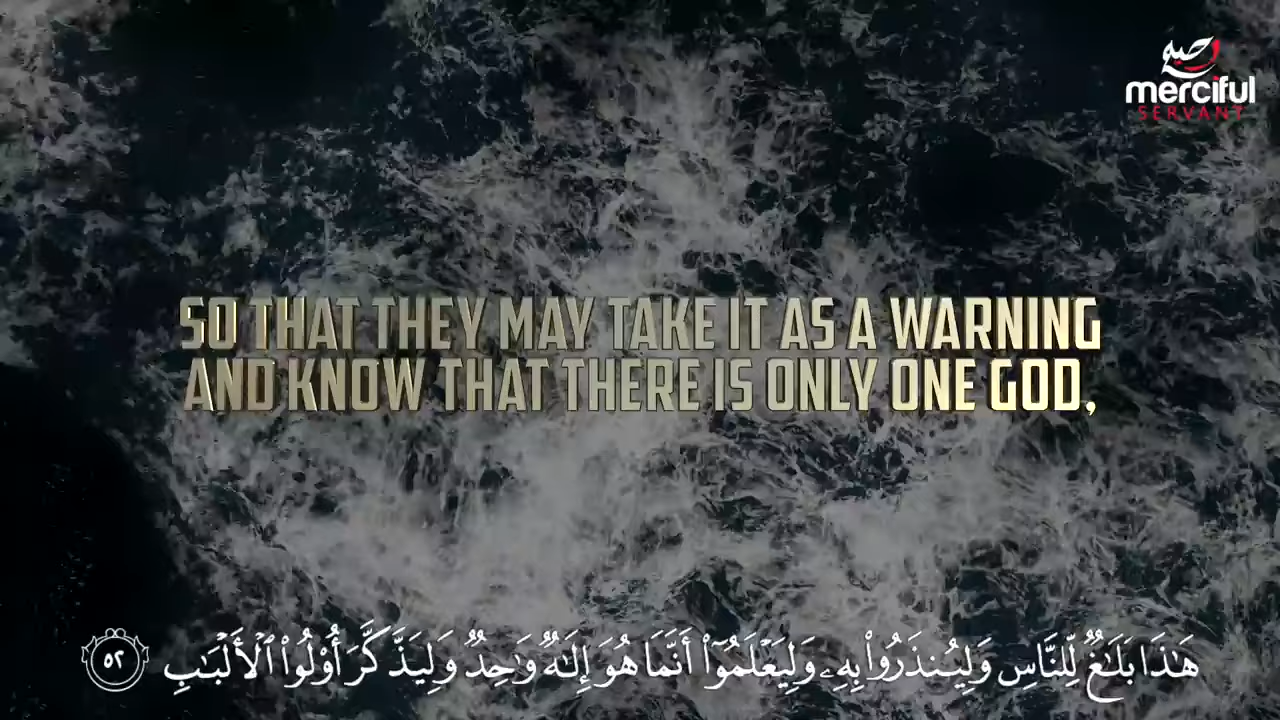 merciful
SERVANT
SO THAT THEY MAY TAKE IT AS A WARNING
AND KNOW THAT THERE IS ONLY ONE GOD,
هَٰذَا بَلَٰغٌ لِّلنَّاسِ وَلِيُنذَرُوا۟ بِهِۦ وَلِيَعْلَمُوٓا۟ أَنَّمَا هُوَ إِلَٰهٌ وَٰحِدٌ وَلِيَذَّكَّرَ أُو۟لُوا۟ ٱلْأَلْبَٰبِ ٥٢